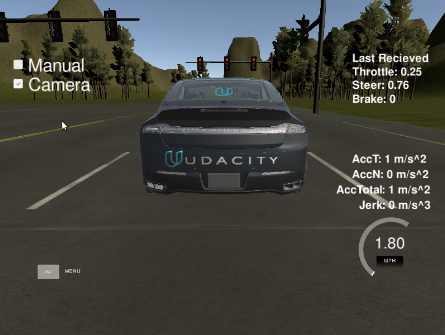 Manual
Camera
Last Recieved
Throttle: 0.25
Steer: 0.76
Brake: 0
UDACITY
AccT: 1 m/s^2
AccN: 0 m/s^2
AccTotal: 1 m/s^2
Jerk: 0 m/s^3
1.80
MPH
MENU